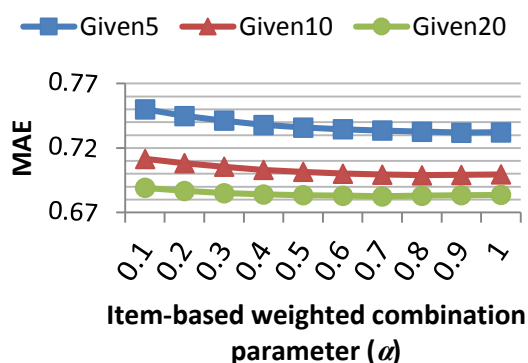 Given5 Given10 Given20
0.77
0.72
0.67
MAE
0.1 0.2 0.3 0.4 0.5 0.6 0.7 0.8 0.9 1
Item-based weighted combination
parameter (α)